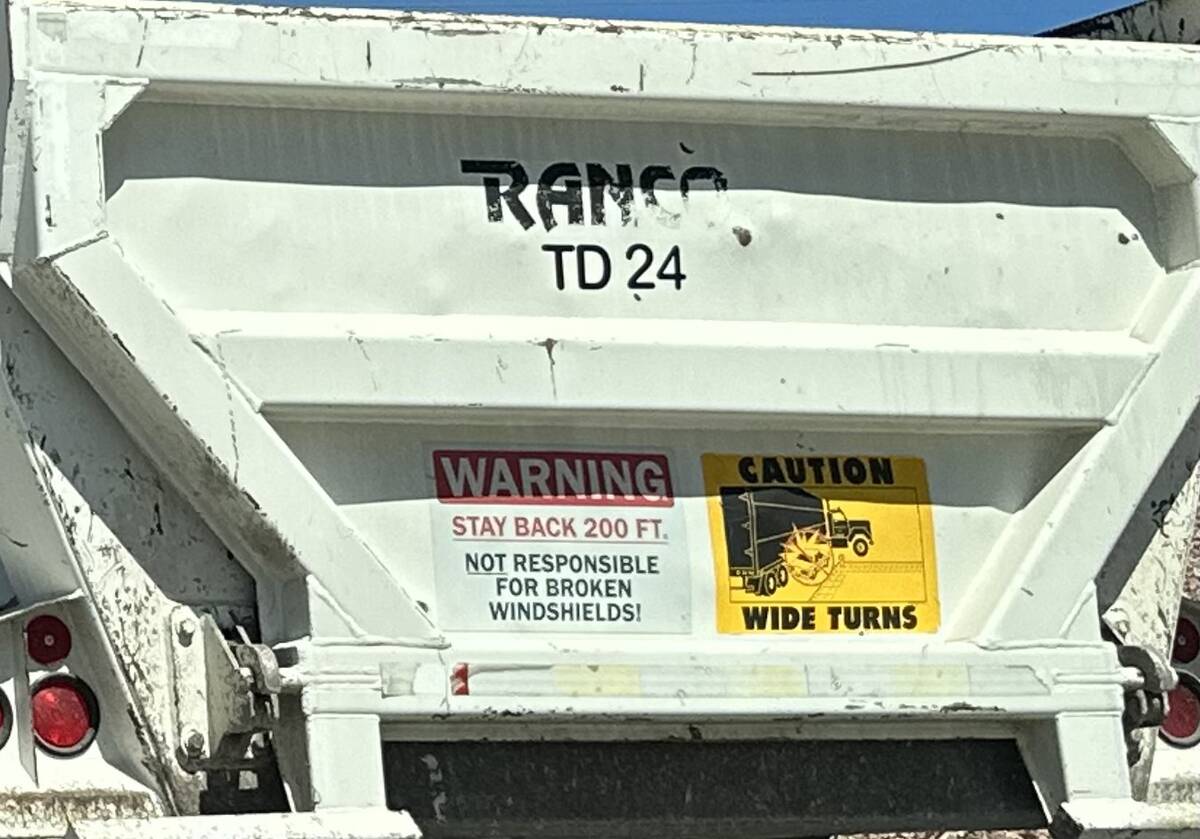 RANCO
TD 24
WARNING
STAY BACK 200 FT.
NOT RESPONSIBLE
FOR BROKEN
WINDSHIELDS!
CAUTION
WIDE TURNS